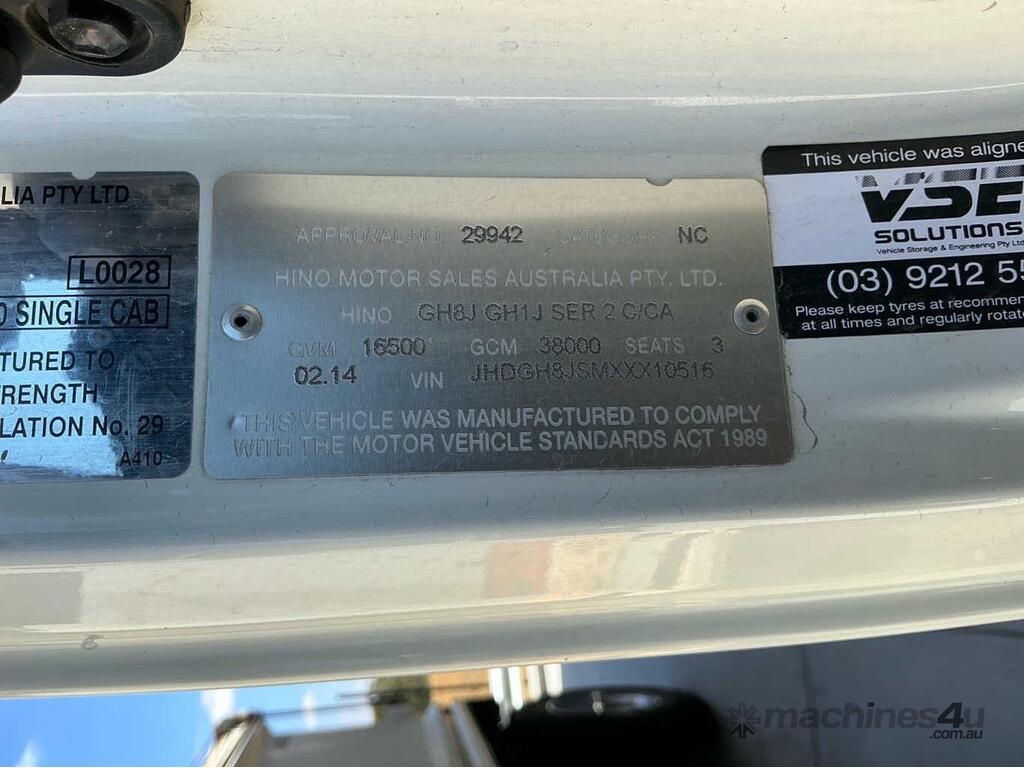 LIA PTY LTD
L0028
0 SINGLE CAB
CTURED TO
TRENGTH
LATION No. 29
A410
APPROVAL NO. 29942 CATEGORY NC
HINO MOTOR SALES AUSTRALIA PTY. LTD.
HINO GH8J GH1J SER 2 C/CA
GVM 16500 GCM 38000 SEATS 3
02.14 VIN JHDGH8JSMXXX10516
THIS VEHICLE WAS MANUFACTURED TO COMPLY
WITH THE MOTOR VEHICLE STANDARDS ACT 1989
This vehicle was aligne
VSE
SOLUTIONS
Vehicle Storage & Engineering Pty Ltd
(03) 9212 55
Please keep tyres at recommen
at all times and regularly rotate
machines4u
.com.au